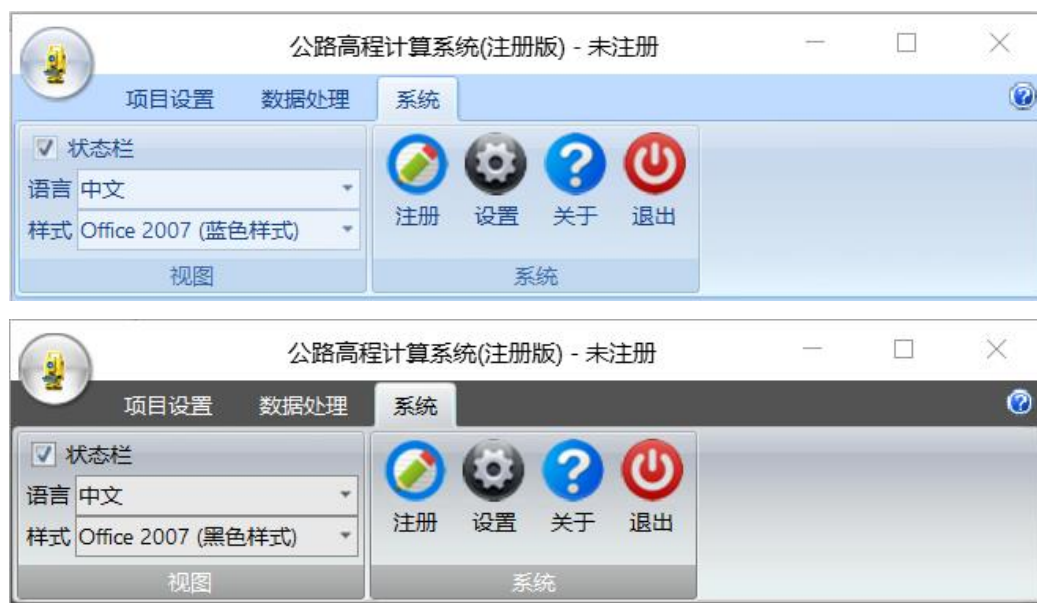 公路高程计算系统(注册版) - 未注册
项目设置 数据处理 系统
状态栏
语言 中文
样式 Office 2007 (蓝色样式)
注册 设置 关于 退出
视图 系统
公路高程计算系统(注册版) - 未注册
项目设置 数据处理 系统
状态栏
语言 中文
样式 Office 2007 (黑色样式)
注册 设置 关于 退出
视图 系统